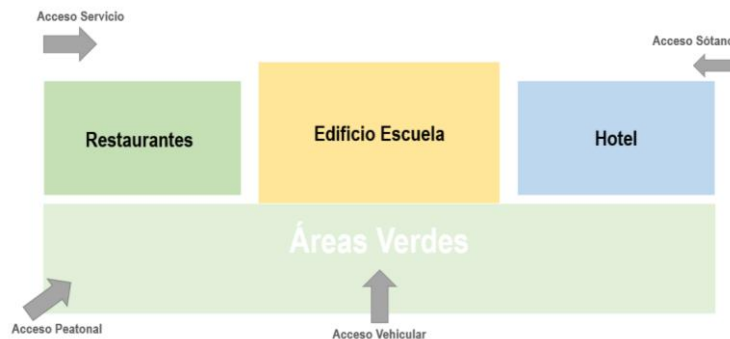 Acceso Servicio
Acceso Sótano
Restaurantes
Edificio Escuela
Hotel
Áreas Verdes
Acceso Peatonal
Acceso Vehicular